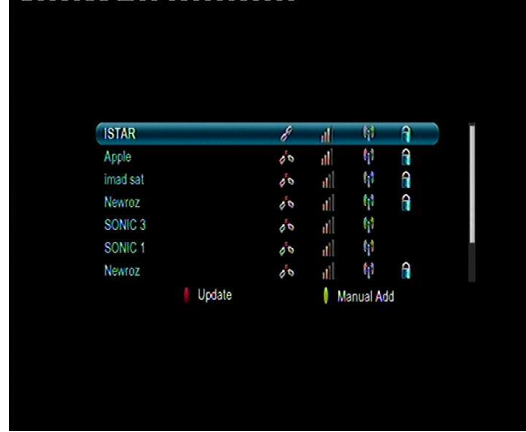 ISTAR
Apple
imad sat
Newroz
SONIC 3
SONIC 1
Newroz
Update Manual Add